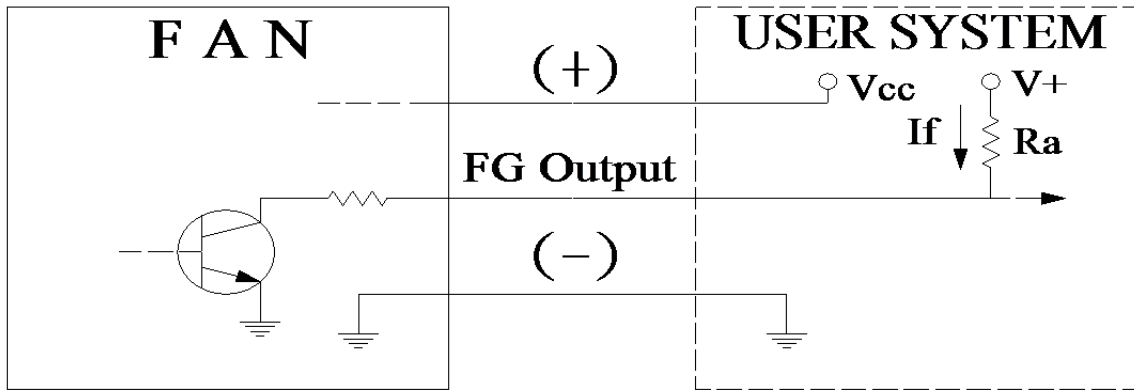 F A N
USER SYSTEM
(+)
Vcc
V+
If
Ra
FG Output
(-)